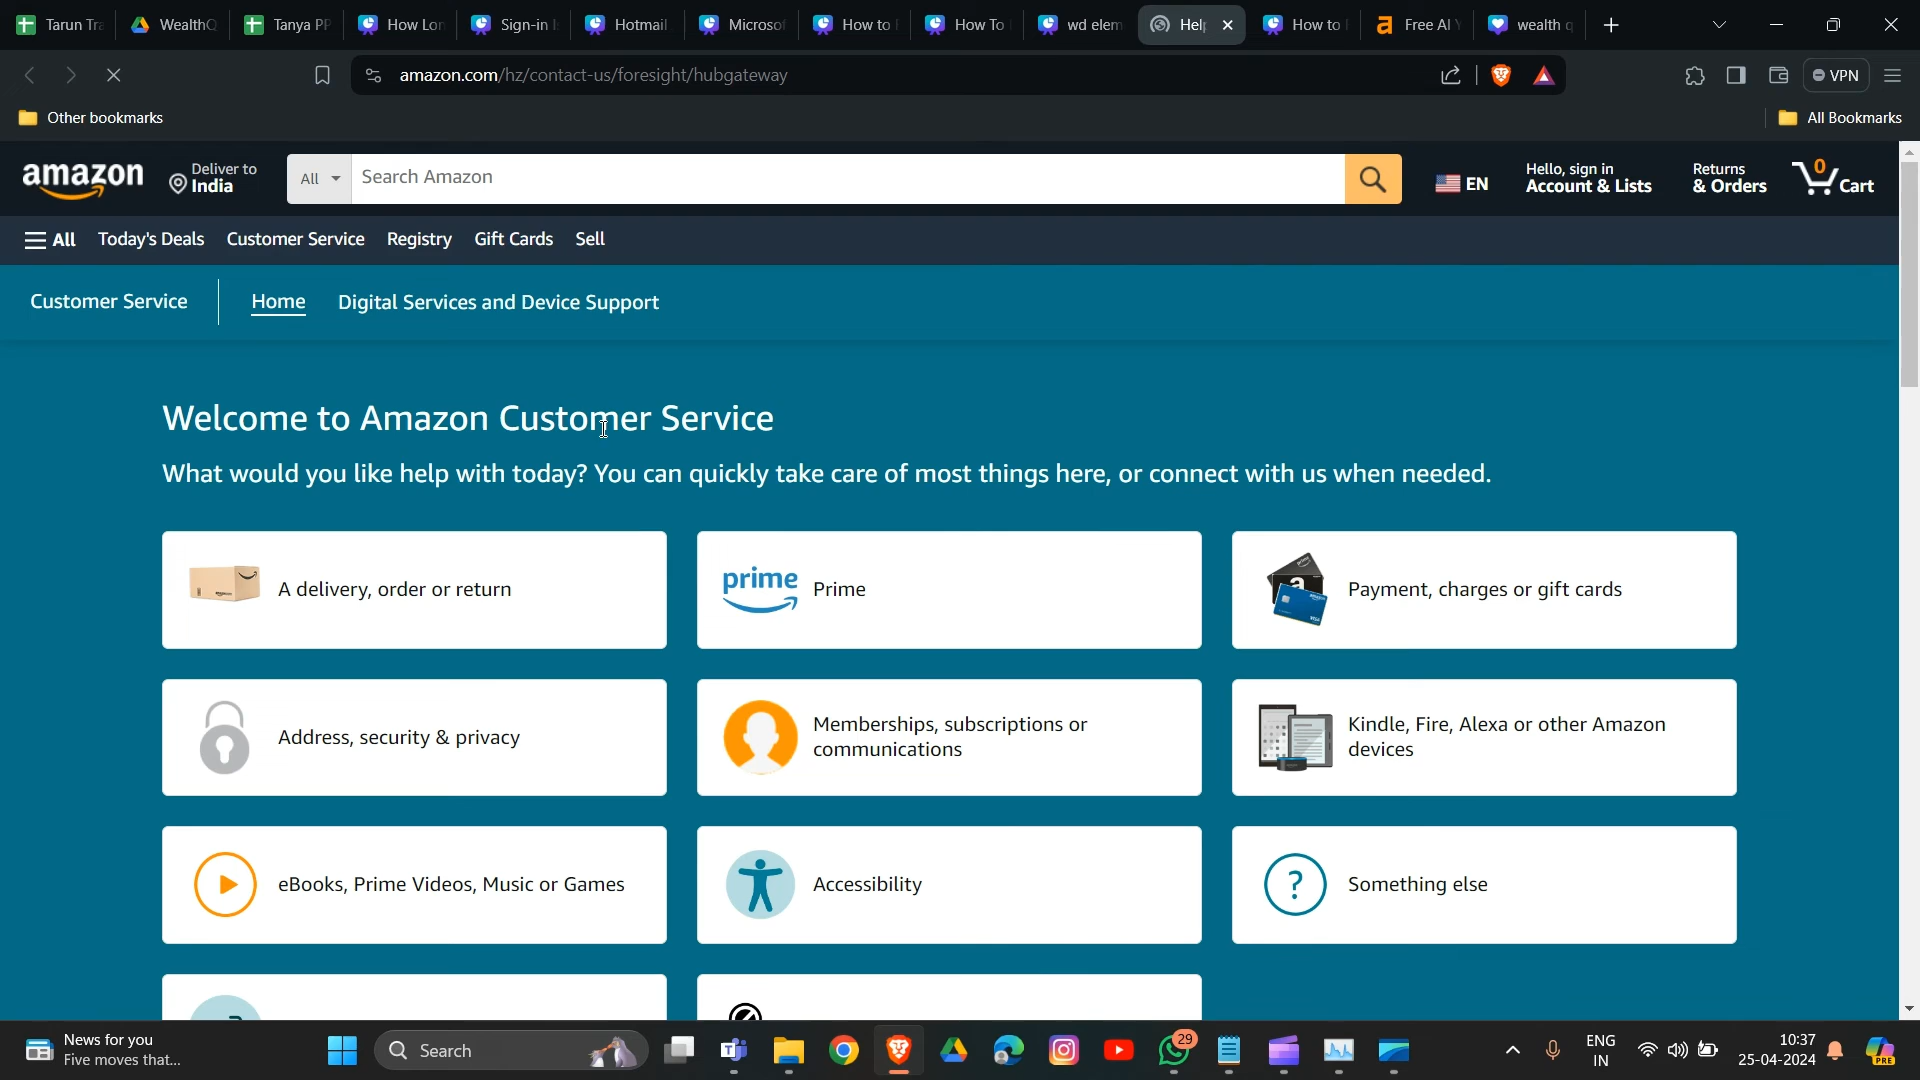 Tarun Tra
WealthQ
Tanya PP
How Lon
Sign-in i
Hotmail
Microsof
How to
How To
wd elem
Help
How to
Free AI
wealth q
amazon.com/hz/contact-us/foresight/hubgateway
VPN
Other bookmarks
All Bookmarks
amazon
Deliver to
India
All
Search Amazon
EN
Hello, sign in
Account & Lists
Returns
& Orders
0
Cart
All
Today's Deals
Customer Service
Registry
Gift Cards
Sell
Customer Service
Home
Digital Services and Device Support
Welcome to Amazon Customer Service
What would you like help with today? You can quickly take care of most things here, or connect with us when needed.
A delivery, order or return
prime
Prime
Payment, charges or gift cards
Address, security & privacy
Memberships, subscriptions or
communications
Kindle, Fire, Alexa or other Amazon
devices
eBooks, Prime Videos, Music or Games
Accessibility
?
Something else
News for you
Five moves that...
Search
29
ENG
IN
10:37
25-04-2024
PRE